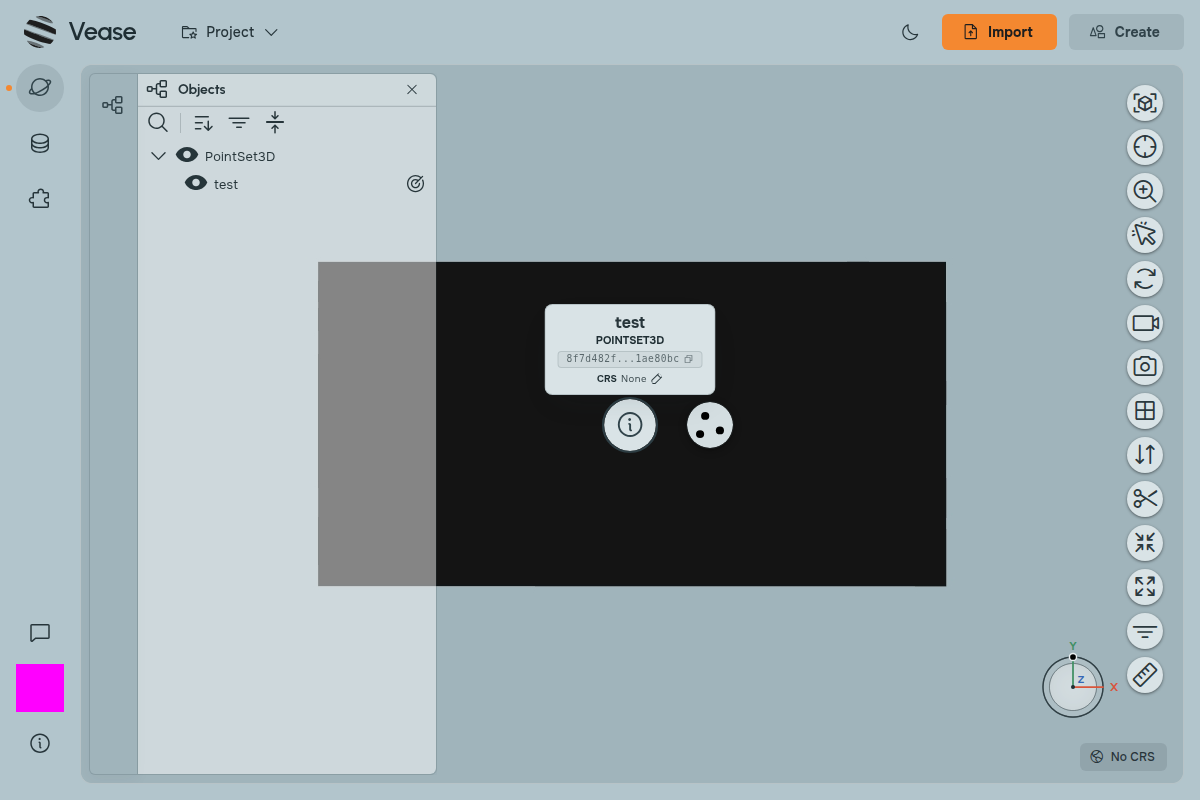 Vease
Project
Import
Create
Objects
PointSet3D
test
test
POINTSET3D
8f7d482f...1ae80bc
CRS None
Y
Z
X
No CRS